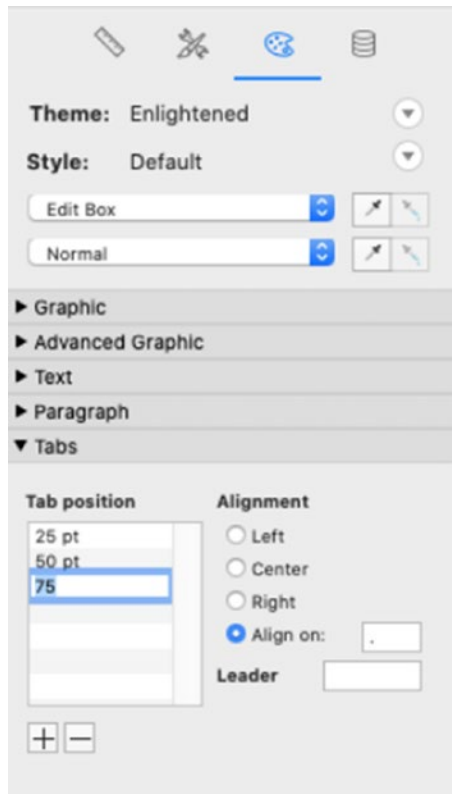 Theme: Enlightened
Style: Default
Edit Box
Normal
Graphic
Advanced Graphic
Text
Paragraph
Tabs
Tab position Alignment
25 pt Left
50 pt Center
75 Right
Align on: .
Leader